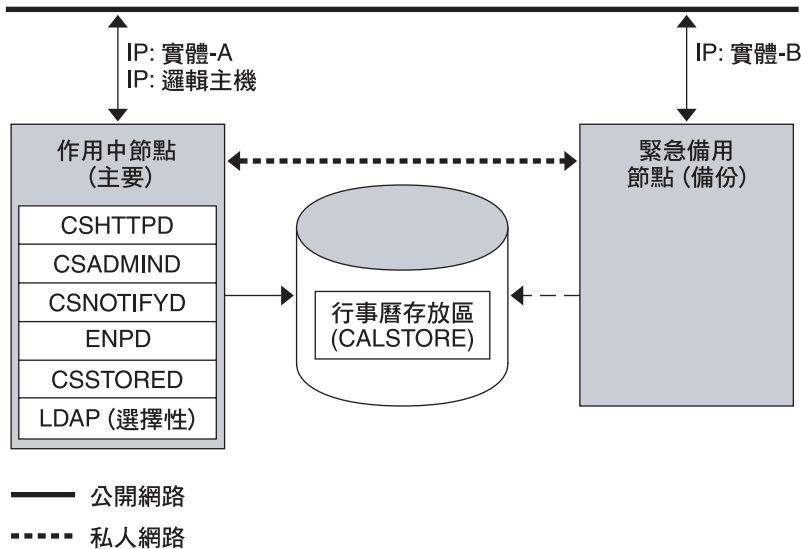 IP: 實體-A
IP: 邏輯主機
IP: 實體-B
作用中節點
(主要)
CSHTTPD
CSADMIND
CSNOTIFYD
ENPD
CSSTORED
LDAP (選擇性)
行事曆存放區
(CALSTORE)
緊急備用
節點 (備份)
公開網路
私人網路